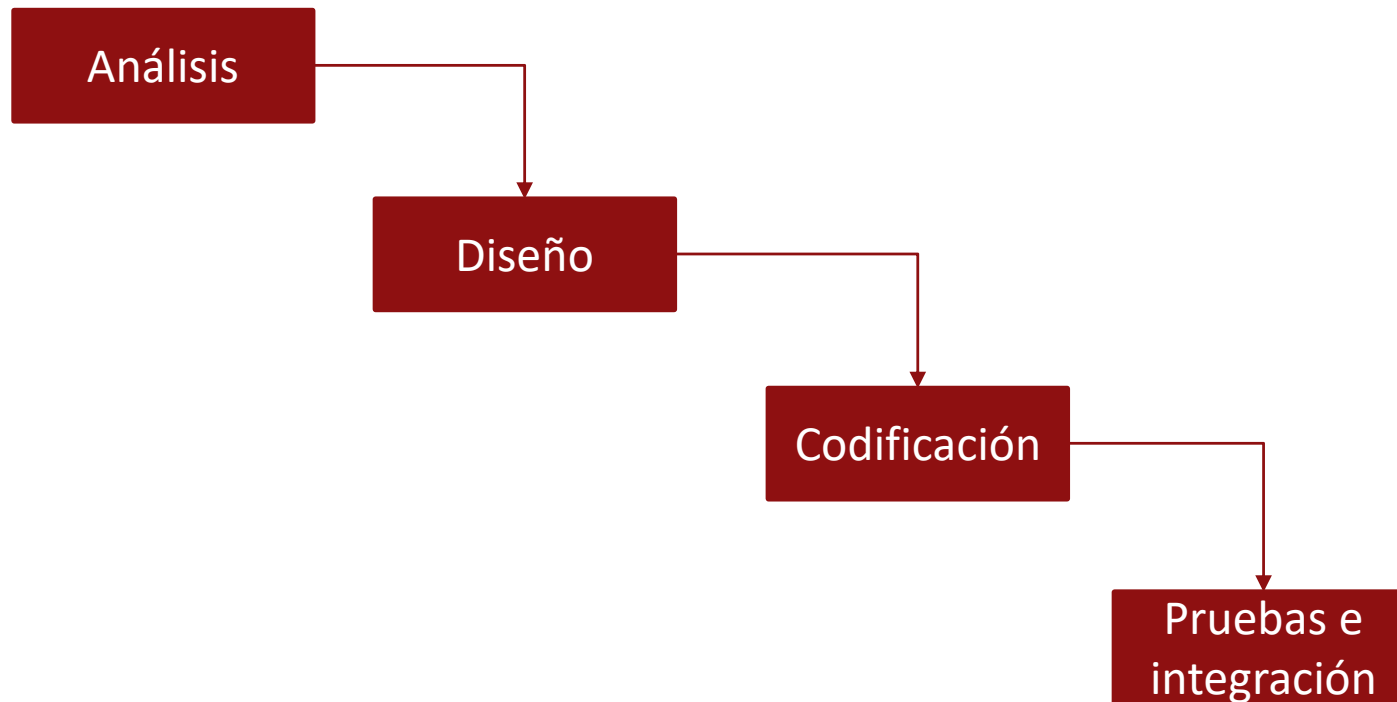 Análisis
Diseño
Codificación
Pruebas e
integración